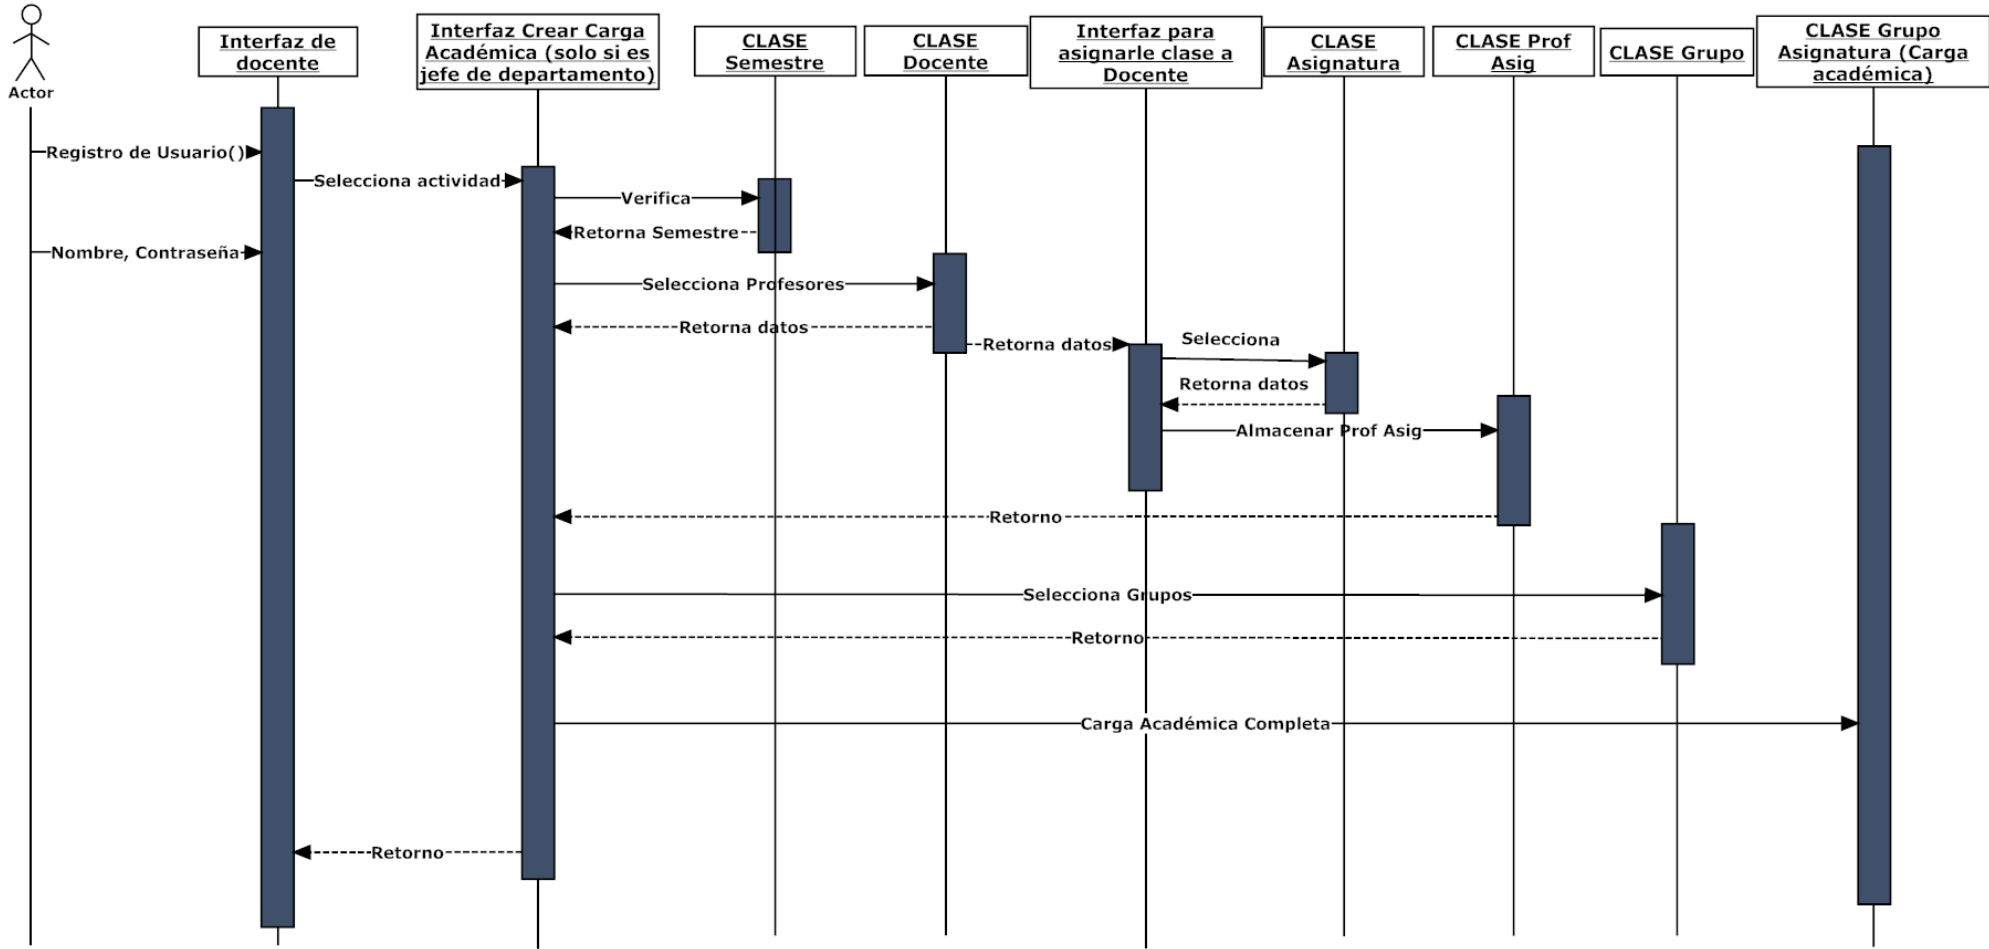 Actor
Interfaz de
docente
Interfaz Crear Carga
Académica (solo si es
jefe de departamento)
CLASE
Semestre
CLASE
Docente
Interfaz para
asignarle clase a
Docente
CLASE
Asignatura
CLASE Prof
Asig
CLASE Grupo
CLASE Grupo
Asignatura (Carga
académica)
Registro de Usuario()
Selecciona actividad
Verifica
Retorna Semestre
Nombre, Contraseña
Selecciona Profesores
Retorna datos
Retorna datos
Selecciona
Retorna datos
Almacenar Prof Asig
Retorno
Selecciona Grupos
Retorno
Carga Académica Completa
Retorno